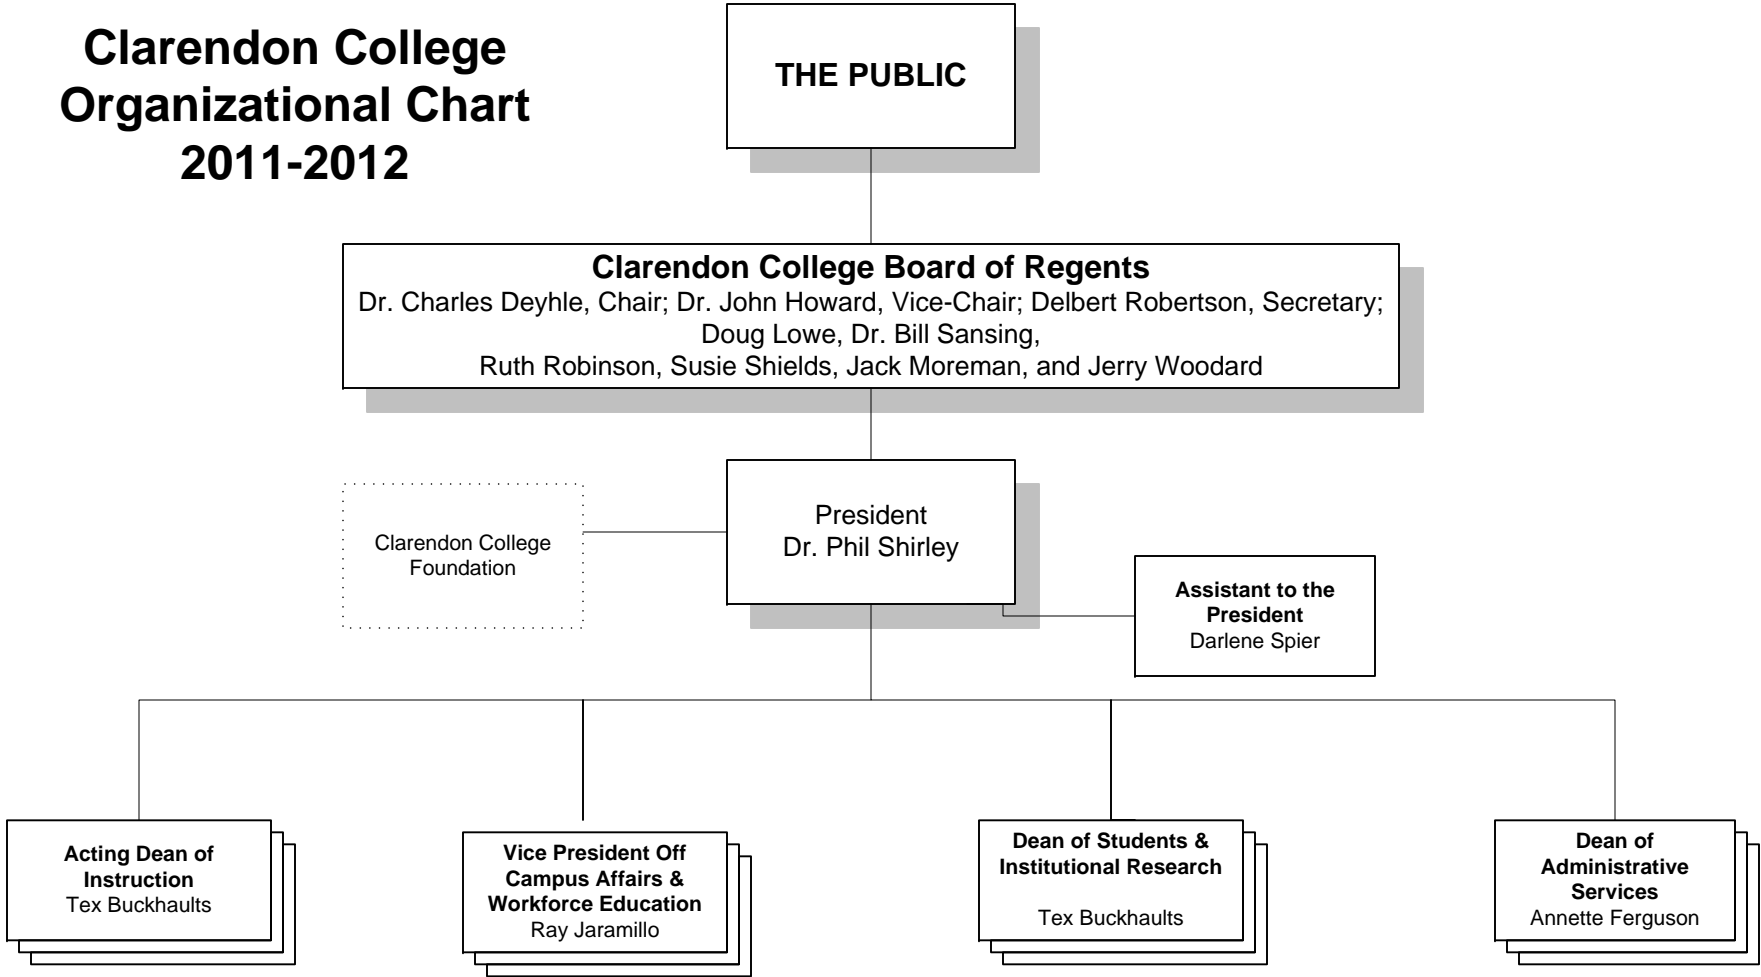 Clarendon College
Organizational Chart
2011-2012
THE PUBLIC
Clarendon College Board of Regents
Dr. Charles Deyhle, Chair; Dr. John Howard, Vice-Chair; Delbert Robertson, Secretary;
Doug Lowe, Dr. Bill Sansing,
Ruth Robinson, Susie Shields, Jack Moreman, and Jerry Woodard
President
Dr. Phil Shirley
Clarendon College
Foundation
Assistant to the
President
Darlene Spier
Acting Dean of
Instruction
Tex Buckhaults
Vice President Off
Campus Affairs &
Workforce Education
Ray Jaramillo
Dean of Students &
Institutional Research
Tex Buckhaults
Dean of
Administrative
Services
Annette Ferguson